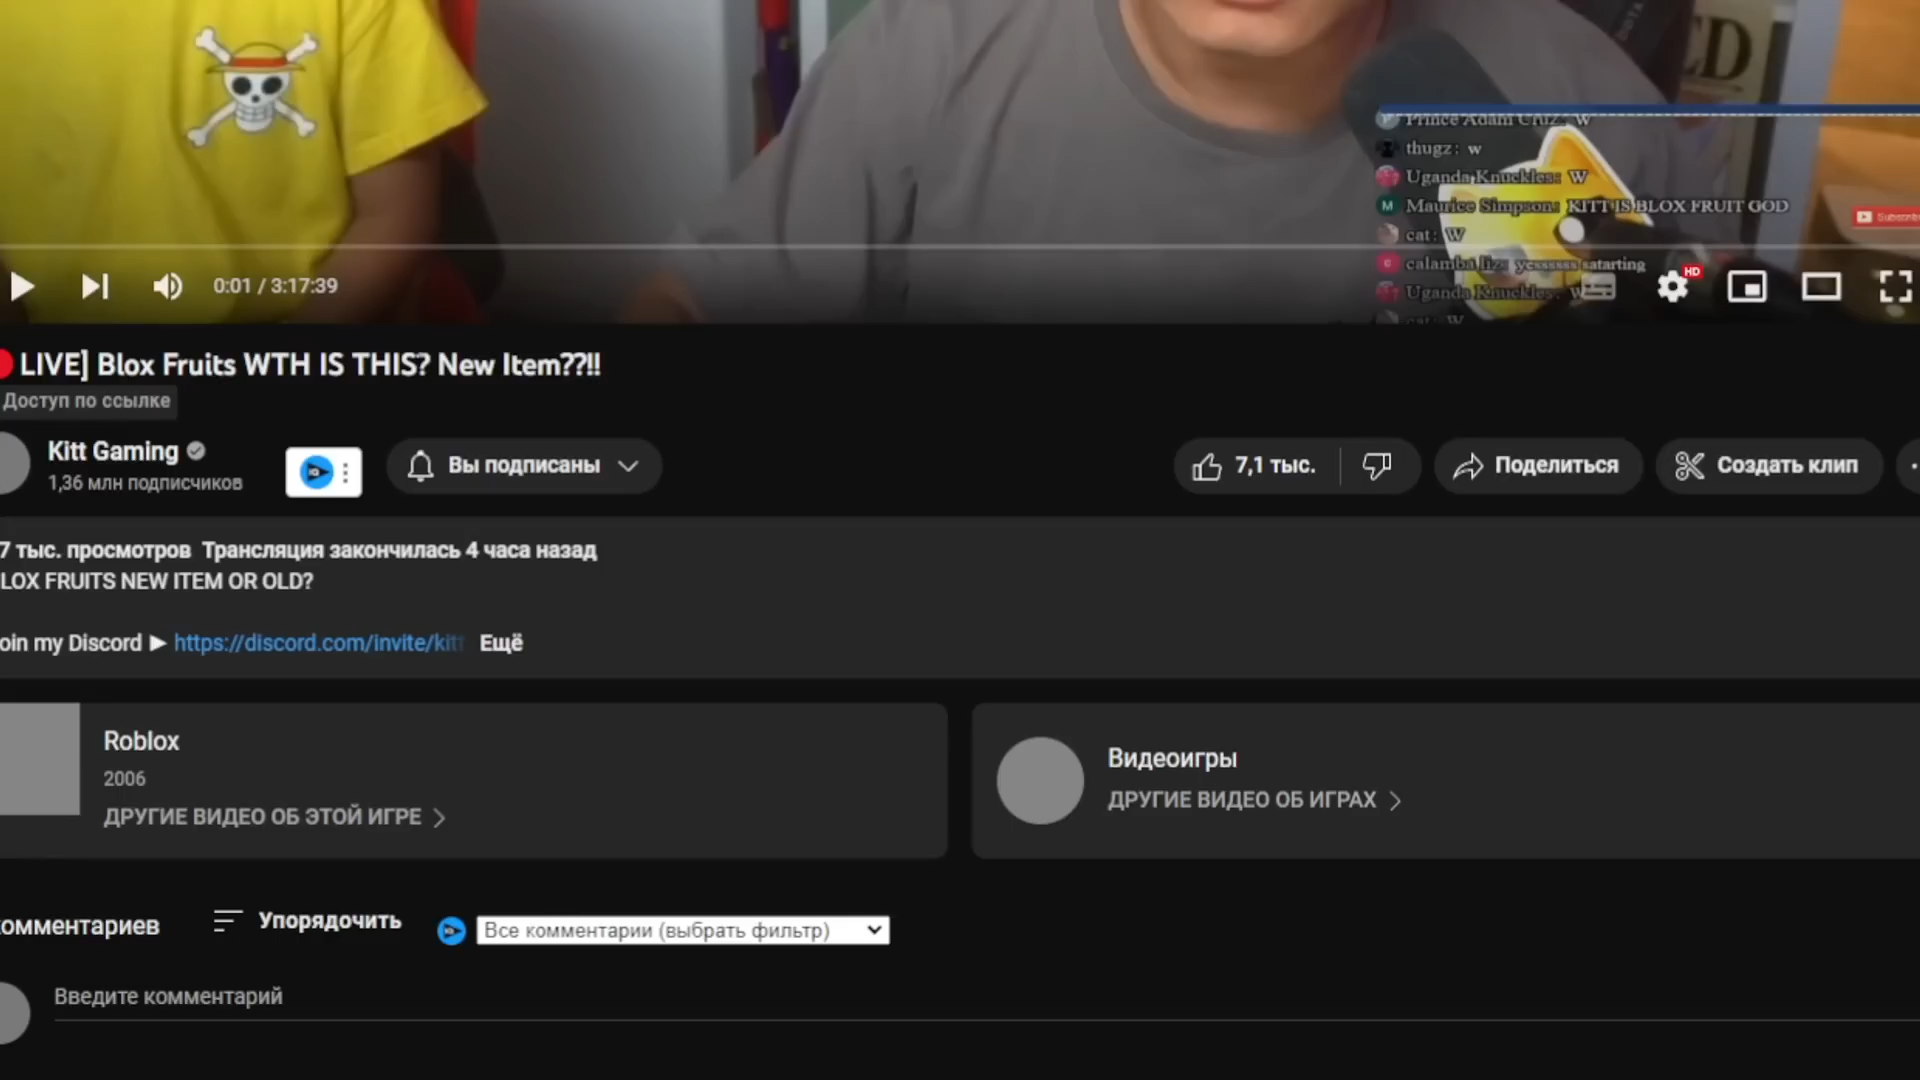 Prince Adam Cruz: W
thugz: w
Uganda Knuckles: W
M Maurice Simpson: KITT IS BLOX FRUIT GOD
cat: W
c calamba liz: yessssss satarting
Uganda Knuckles: W
cat: W
0:01 / 3:17:39
HD
LIVE] Blox Fruits WTH IS THIS? New Item??!!
Доступ по ссылке
Kitt Gaming
1,36 млн подписчиков
Вы подписаны
7,1 тыс.
Поделиться
Создать клип
7 тыс. просмотров Трансляция закончилась 4 часа назад
LOX FRUITS NEW ITEM OR OLD?
oin my Discord ► https://discord.com/invite/kitt Ещё
Roblox
2006
ДРУГИЕ ВИДЕО ОБ ЭТОЙ ИГРЕ
Видеоигры
ДРУГИЕ ВИДЕО ОБ ИГРАХ
омментариев
Упорядочить
Все комментарии (выбрать фильтр)
Введите комментарий